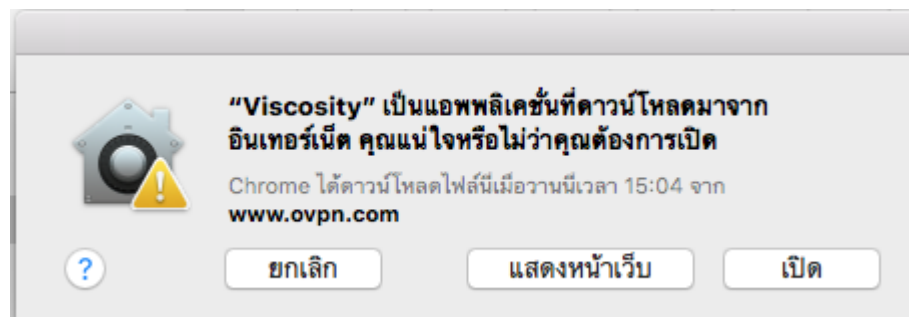 “Viscosity” เป็นแอพพลิเคชั่นที่ดาวน์โหลดมาจาก
อินเทอร์เน็ต คุณแน่ใจหรือไม่ว่าคุณต้องการเปิด
Chrome ได้ดาวน์โหลดไฟล์นี้เมื่อวานนี้เวลา 15:04 จาก
www.ovpn.com
? ยกเลิก แสดงหน้าเว็บ เปิด